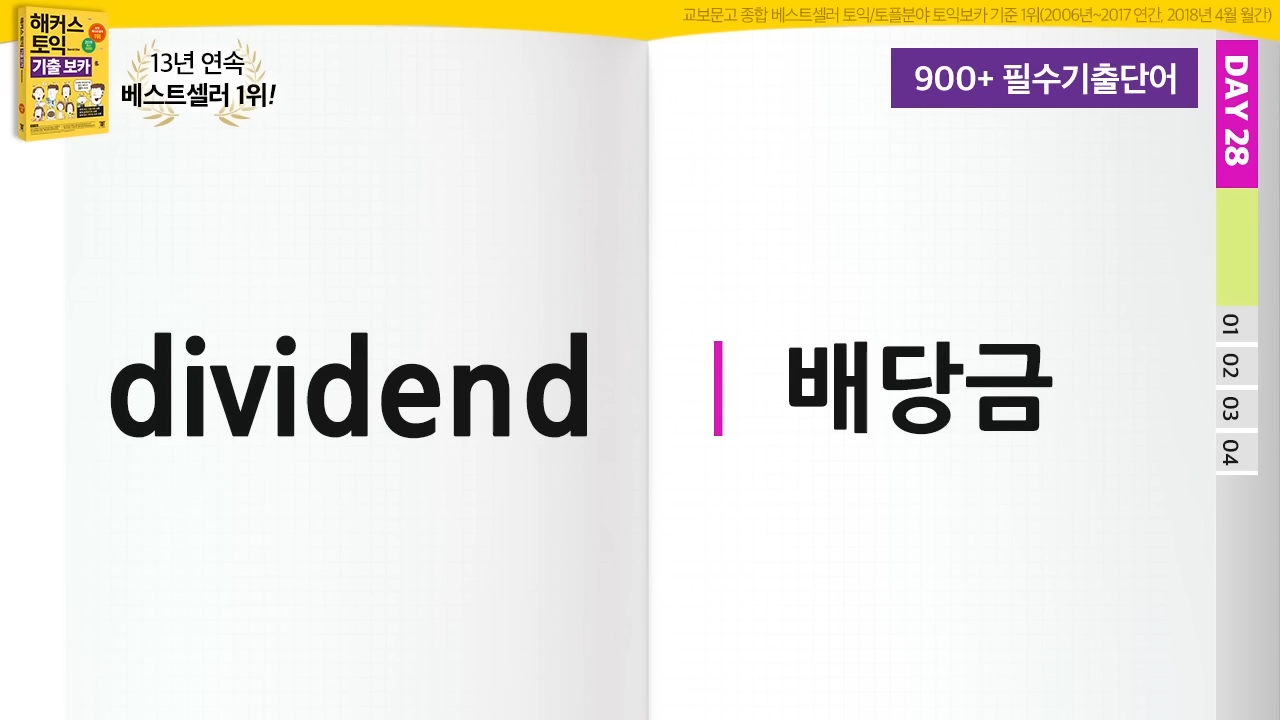 교보문고 종합 베스트셀러 토익/토플분야 토익보카 기준 1위(2006년~2017 연간, 2018년 4월 월간)
해커스
토익
기출 보카
13년 연속
베스트셀러 1위!
900+ 필수기출단어
DAY 28
dividend
배당금
01
02
03
04